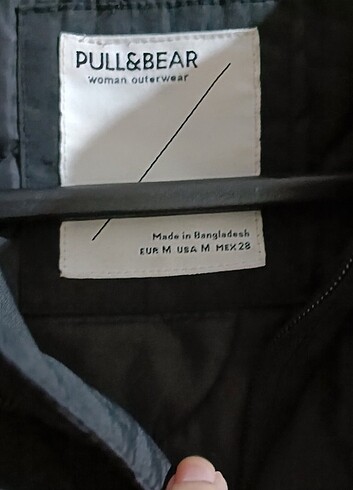 PULL&BEAR
woman outerwear
Made in Bangladesh
EUR M USA M MEX 28